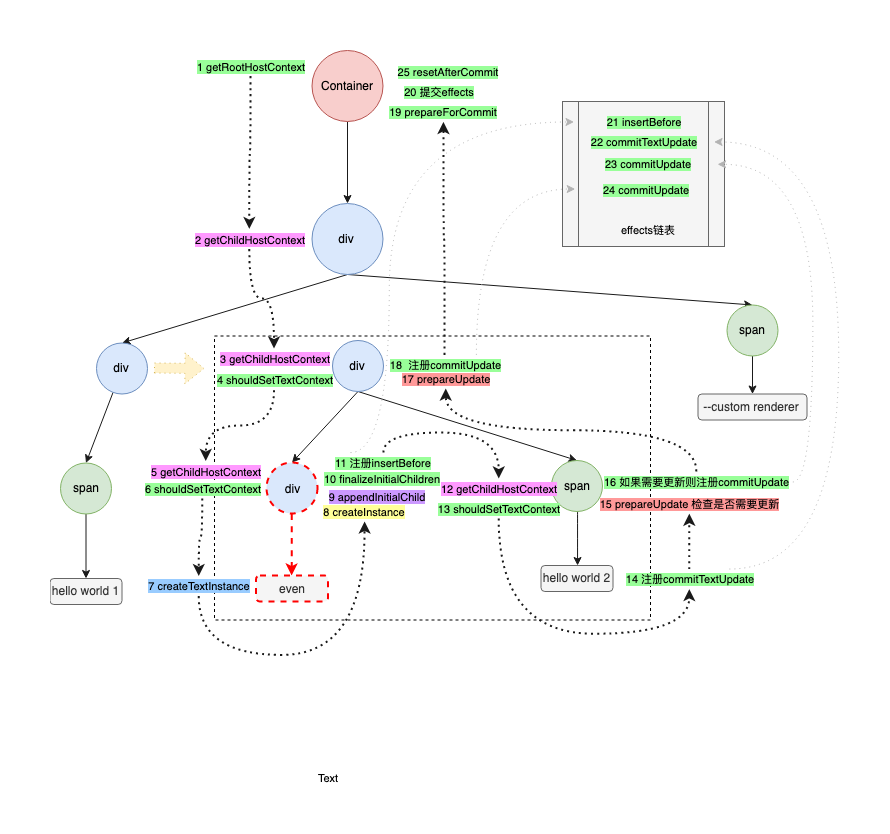 1 getRootHostContext
Container
25 resetAfterCommit
20 提交effects
19 prepareForCommit
21 insertBefore
22 commitTextUpdate
23 commitUpdate
24 commitUpdate
effects链表
2 getChildHostContext
div
span
div
3 getChildHostContext
4 shouldSetTextContext
div
18 注册commitUpdate
17 prepareUpdate
--custom renderer
span
5 getChildHostContext
6 shouldSetTextContext
div
11 注册insertBefore
10 finalizeInitialChildren
9 appendInitialChild
8 createInstance
12 getChildHostContext
13 shouldSetTextContext
span
16 如果需要更新则注册commitUpdate
15 prepareUpdate 检查是否需要更新
hello world 1
7 createTextInstance
even
hello world 2
14 注册commitTextUpdate
Text